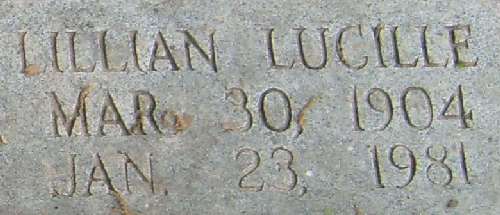 LILLIAN LUCILLE
MAR. 30, 1904
JAN. 23, 1981